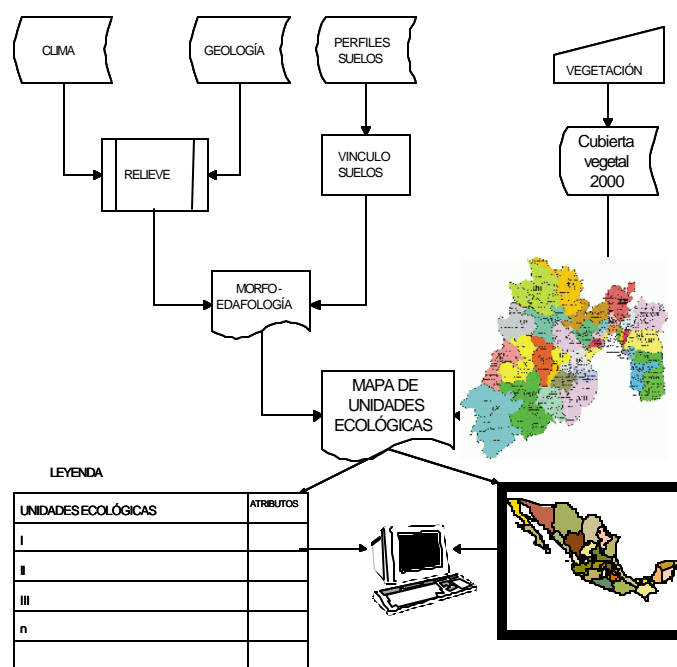 CLIMA
GEOLOGÍA
PERFILES
SUELOS
VEGETACIÓN
RELIEVE
VINCULO
SUELOS
Cubierta
vegetal
2000
MORFO-
EDAFOLOGÍA
MAPA DE
UNIDADES
ECOLÓGICAS
LEYENDA
UNIDADES ECOLÓGICAS
ATRIBUTOS
I
II
III
n